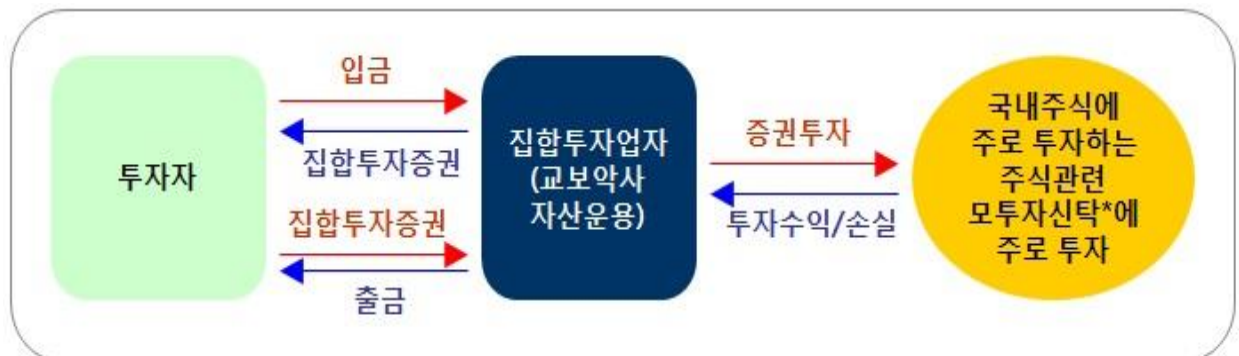 투자자
입금
집합투자증권
집합투자증권
출금
집합투자업자
(교보악사
자산운용)
증권투자
투자수익/손실
국내주식에
주로 투자하는
주식관련
모투자신탁*에
주로 투자